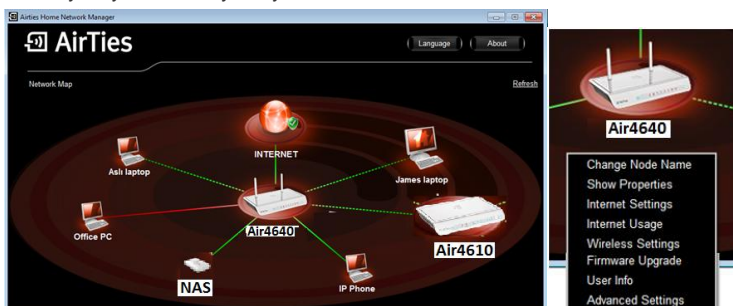 Airties Home Network Manager
AirTies
Language
About
Network Map
Refresh
INTERNET
Aslı laptop
James laptop
Air4640
Office PC
Air4610
NAS
IP Phone
Air4640
Change Node Name
Show Properties
Internet Settings
Internet Usage
Wireless Settings
Firmware Upgrade
User Info
Advanced Settings